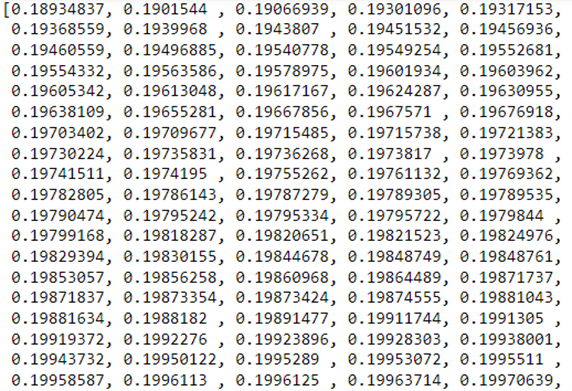 [0.18934837, 0.1901544 , 0.19066939, 0.19301096, 0.19317153,
0.19368559, 0.1939968 , 0.1943807 , 0.19451532, 0.19456936,
0.19460559, 0.19496885, 0.19540778, 0.19549254, 0.19552681,
0.19554332, 0.19563586, 0.19578975, 0.19601934, 0.19603962,
0.19605342, 0.19613048, 0.19617167, 0.19624287, 0.19630955,
0.19638109, 0.19655281, 0.19667856, 0.1967571 , 0.19676918,
0.19703402, 0.19709677, 0.19715485, 0.19715738, 0.19721383,
0.19730224, 0.19735831, 0.19736268, 0.1973817 , 0.1973978 ,
0.19741511, 0.1974195 , 0.19755262, 0.19761132, 0.19769362,
0.19782805, 0.19786143, 0.19787279, 0.19789305, 0.19789535,
0.19790474, 0.19795242, 0.19795334, 0.19795722, 0.1979844 ,
0.19799168, 0.19818287, 0.19820651, 0.19821523, 0.19824976,
0.19829394, 0.19830155, 0.19844678, 0.19848749, 0.19848761,
0.19853057, 0.19856258, 0.19860968, 0.19864489, 0.19871737,
0.19871837, 0.19873354, 0.19873424, 0.19874555, 0.19881043,
0.19881634, 0.1988182 , 0.19891477, 0.19911744, 0.1991305 ,
0.19919372, 0.1992276 , 0.19923896, 0.19928303, 0.19938001,
0.19943732, 0.19950122, 0.1995289 , 0.19953072, 0.1995511 ,
0.19958587, 0.1996113 , 0.1996125 , 0.19963714, 0.19970639,